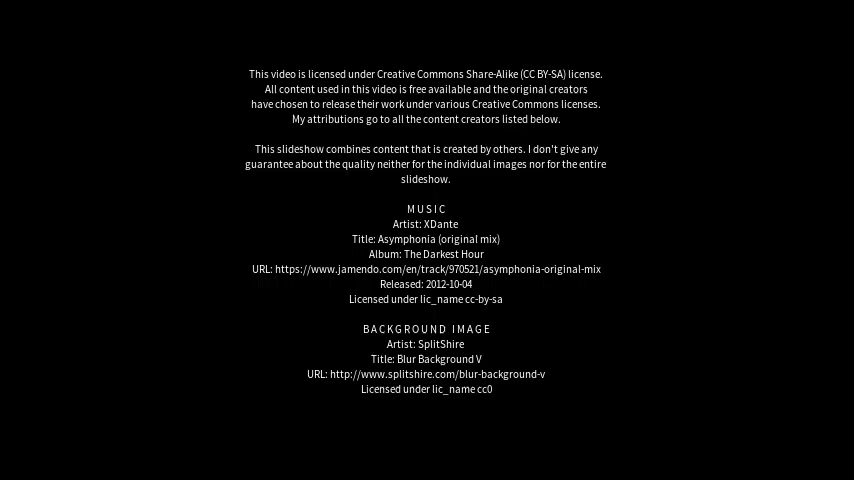 This video is licensed under Creative Commons Share-Alike (CC BY-SA) license.
All content used in this video is free available and the original creators
have chosen to release their work under various Creative Commons licenses.
My attributions go to all the content creators listed below.
This slideshow combines content that is created by others. I don't give any
guarantee about the quality neither for the individual images nor for the entire
slideshow.
MUSIC
Artist: XDante
Title: Asymphonia (original mix)
Album: The Darkest Hour
URL: https://www.jamendo.com/en/track/970521/asymphonia-original-mix
Released: 2012-10-04
Licensed under lic_name cc-by-sa
BACKGROUND IMAGE
Artist: SplitShire
Title: Blur Background V
URL: http://www.splitshire.com/blur-background-v
Licensed under lic_name cc0